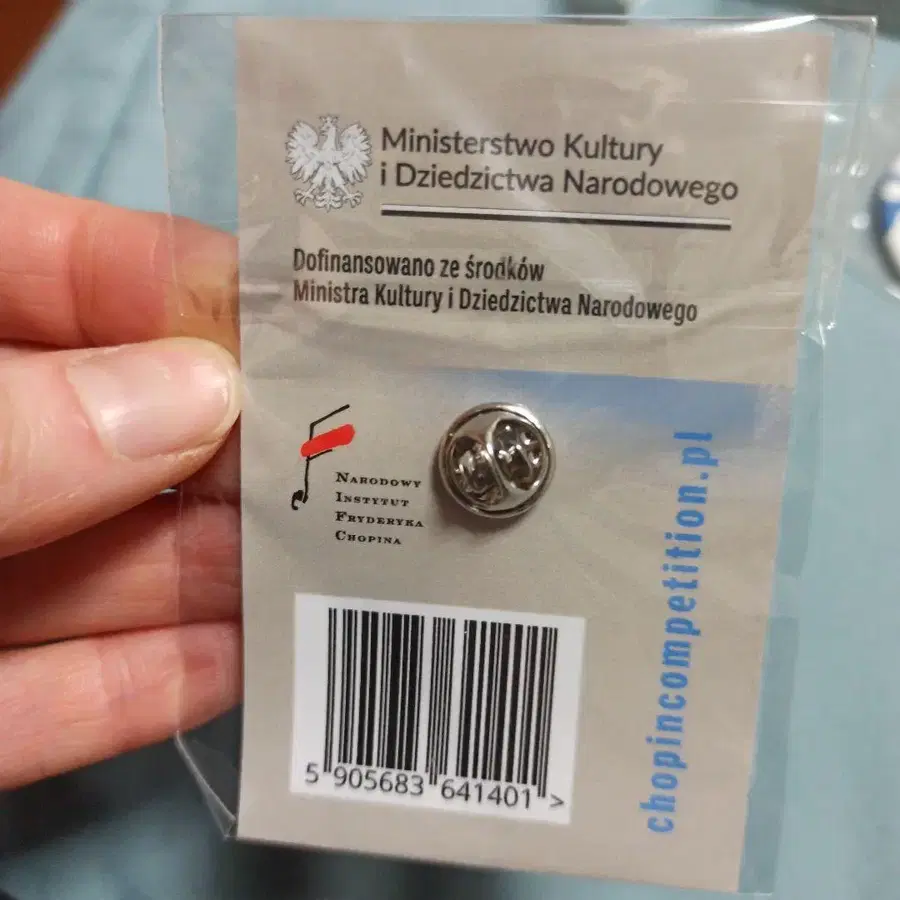 Ministerstwo Kultury
i Dziedzictwa Narodowego
Dofinansowano ze środków
Ministra Kultury i Dziedzictwa Narodowego
Narodowy
Instytut
Fryderyka
Chopina
chopincompetition.pl
5 905683 641401 >